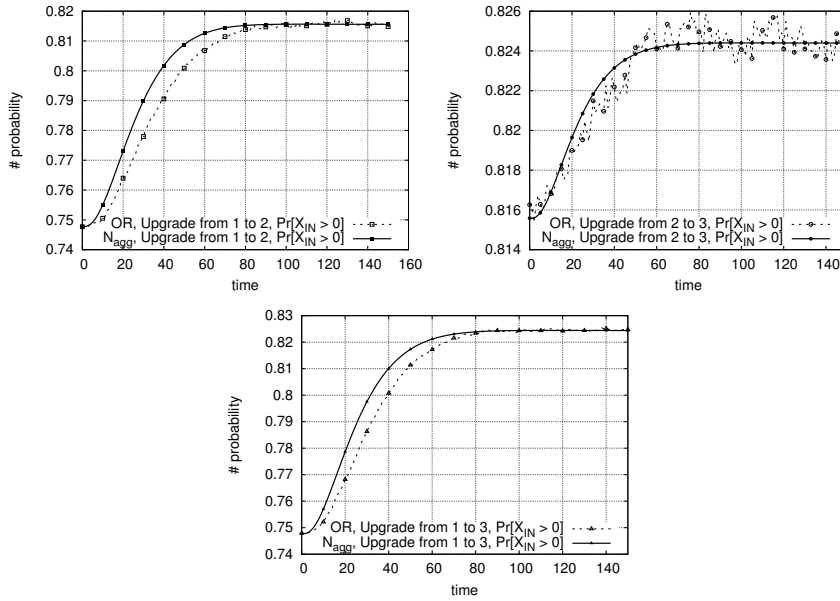 0.82
0.81
0.8
0.79
0.78
0.77
0.76
0.75
0.74
# probability
OR, Upgrade from 1 to 2, Pr[X_IN > 0]
N_agg, Upgrade from 1 to 2, Pr[X_IN > 0]
0 20 40 60 80 100 120 140 160
time
0.826
0.824
0.822
0.82
0.818
0.816
0.814
# probability
OR, Upgrade from 2 to 3, Pr[X_IN > 0]
N_agg, Upgrade from 2 to 3, Pr[X_IN > 0]
0 20 40 60 80 100 120 140
time
0.83
0.82
0.81
0.8
0.79
0.78
0.77
0.76
0.75
0.74
# probability
OR, Upgrade from 1 to 3, Pr[X_IN > 0]
N_agg, Upgrade from 1 to 3, Pr[X_IN > 0]
0 20 40 60 80 100 120 140
time